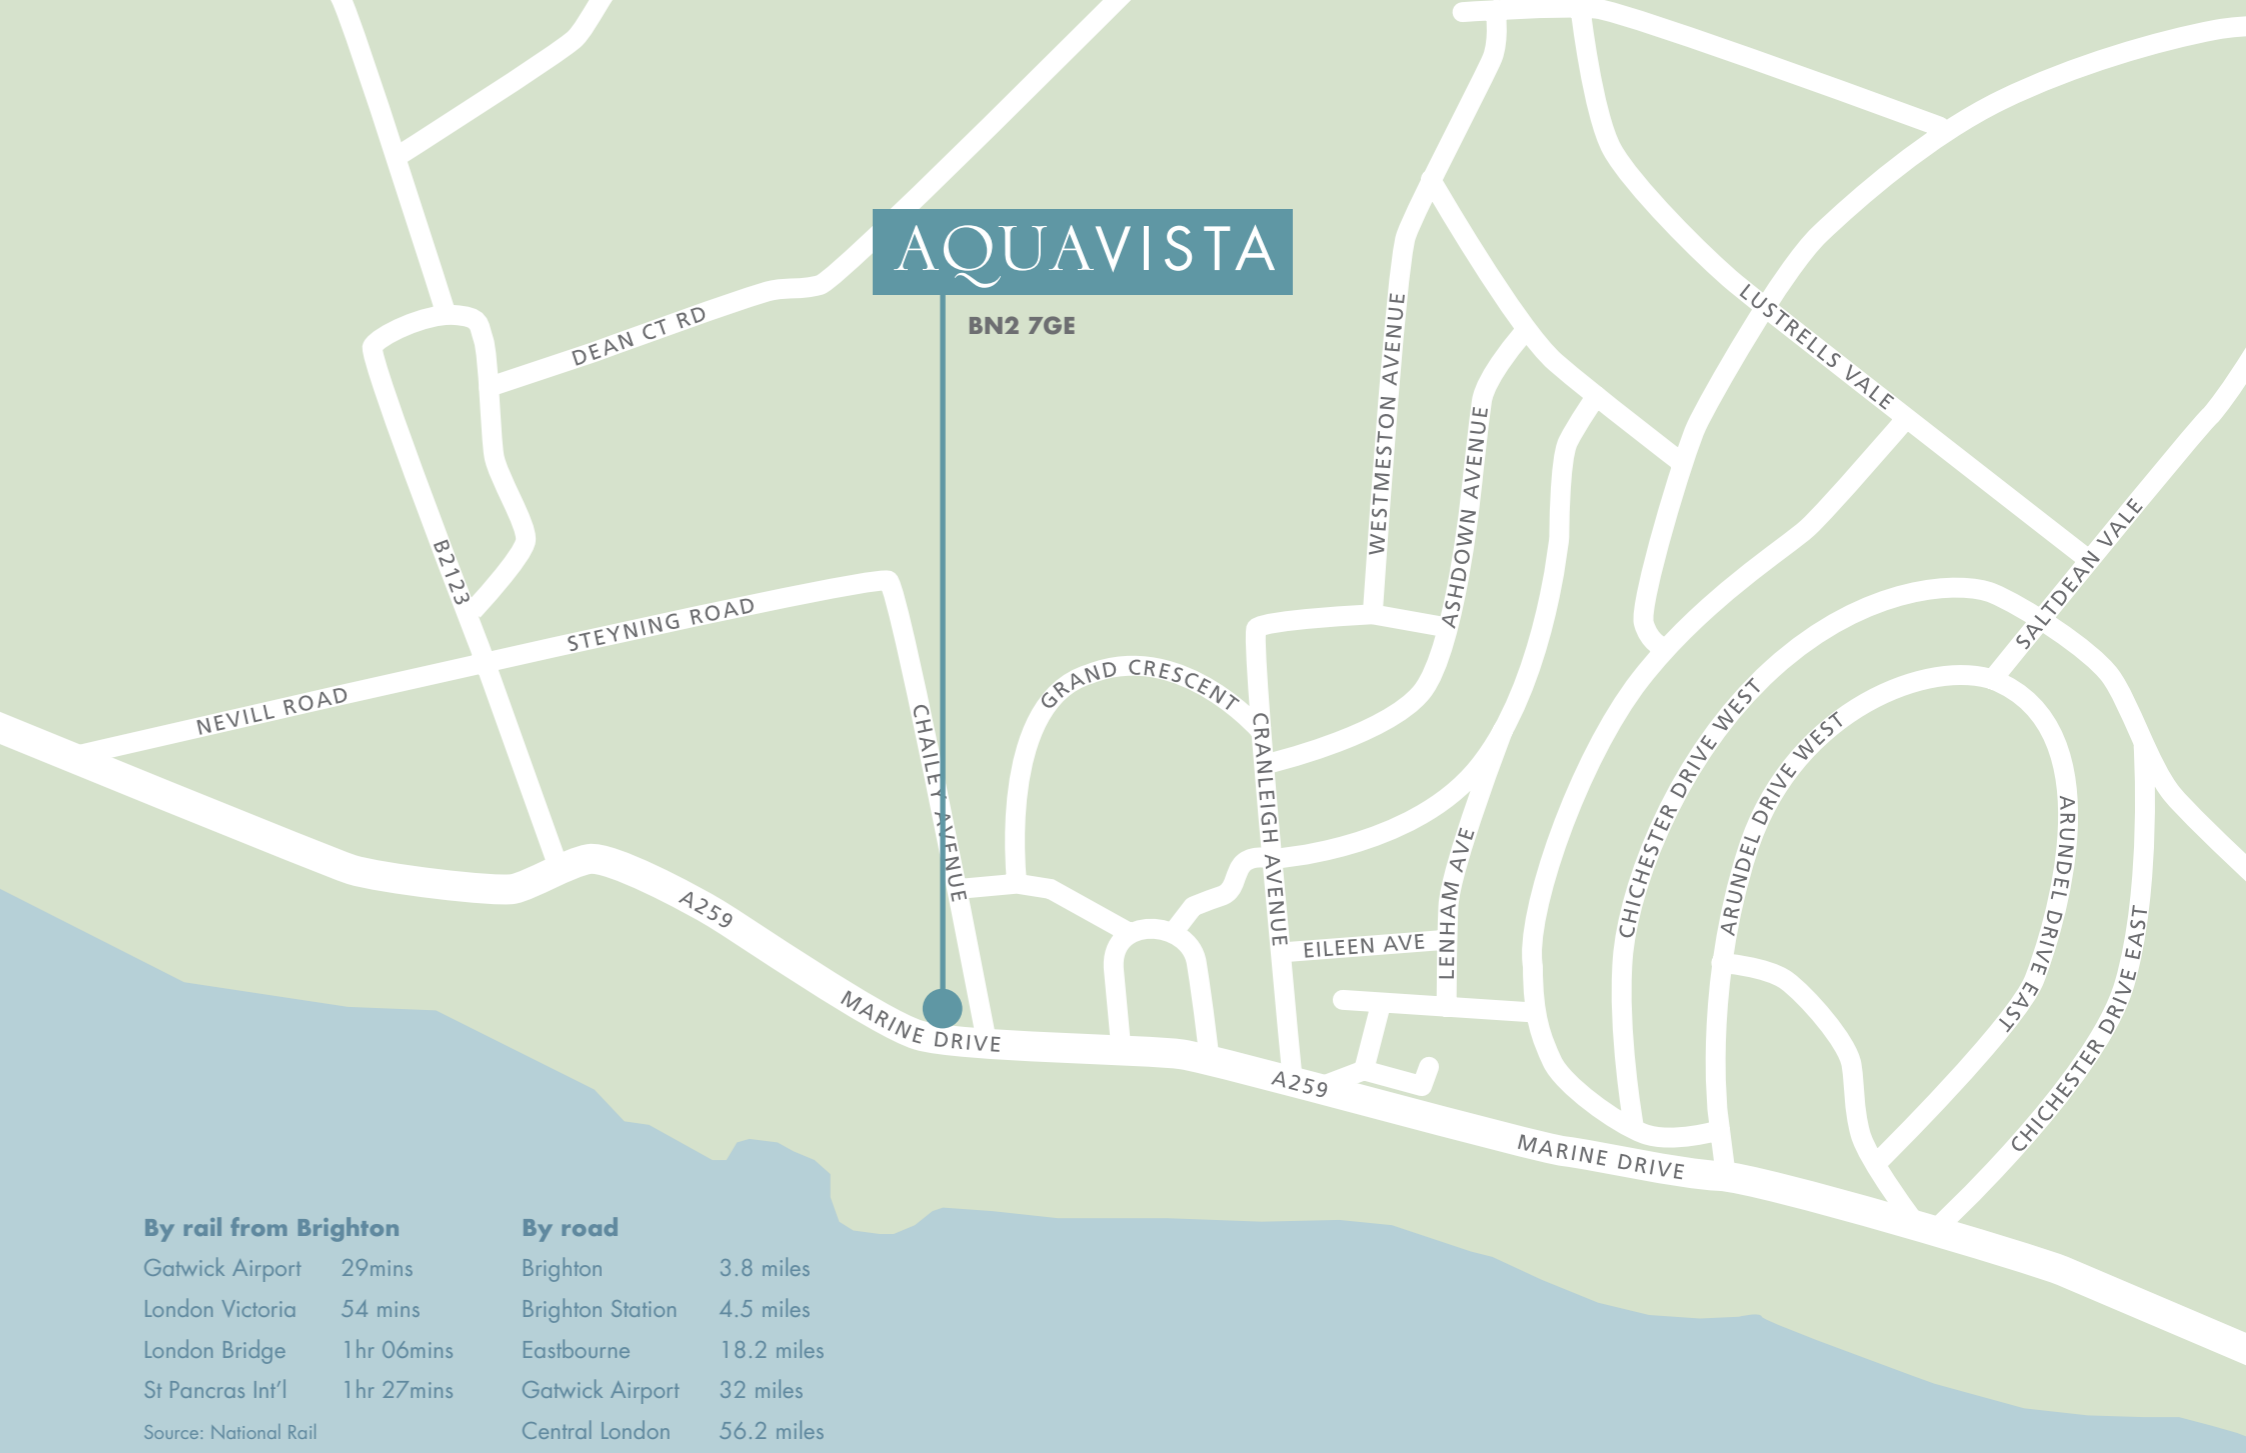 AQUAVISTA
BN2 7GE
DEAN CT RD
LUSTRELLS VALE
WESTMESTON AVENUE
ASHDOWN AVENUE
B2123
SALTDEAN VALE
STEYNING ROAD
NEVILL ROAD
GRAND CRESCENT
CHAILEY AVENUE
CRANLEIGH AVENUE
CHICHESTER DRIVE WEST
ARUNDEL DRIVE WEST
ARUNDEL DRIVE EAST
LENHAM AVE
A259
EILEEN AVE
CHICHESTER DRIVE EAST
MARINE DRIVE
A259
MARINE DRIVE
By rail from Brighton
Gatwick Airport 29mins
London Victoria 54 mins
London Bridge 1hr 06mins
St Pancras Int'l 1hr 27mins
Source: National Rail
By road
Brighton 3.8 miles
Brighton Station 4.5 miles
Eastbourne 18.2 miles
Gatwick Airport 32 miles
Central London 56.2 miles